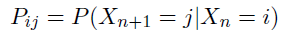 P_{ij} = P(X_{n+1} = j|X_n = i)